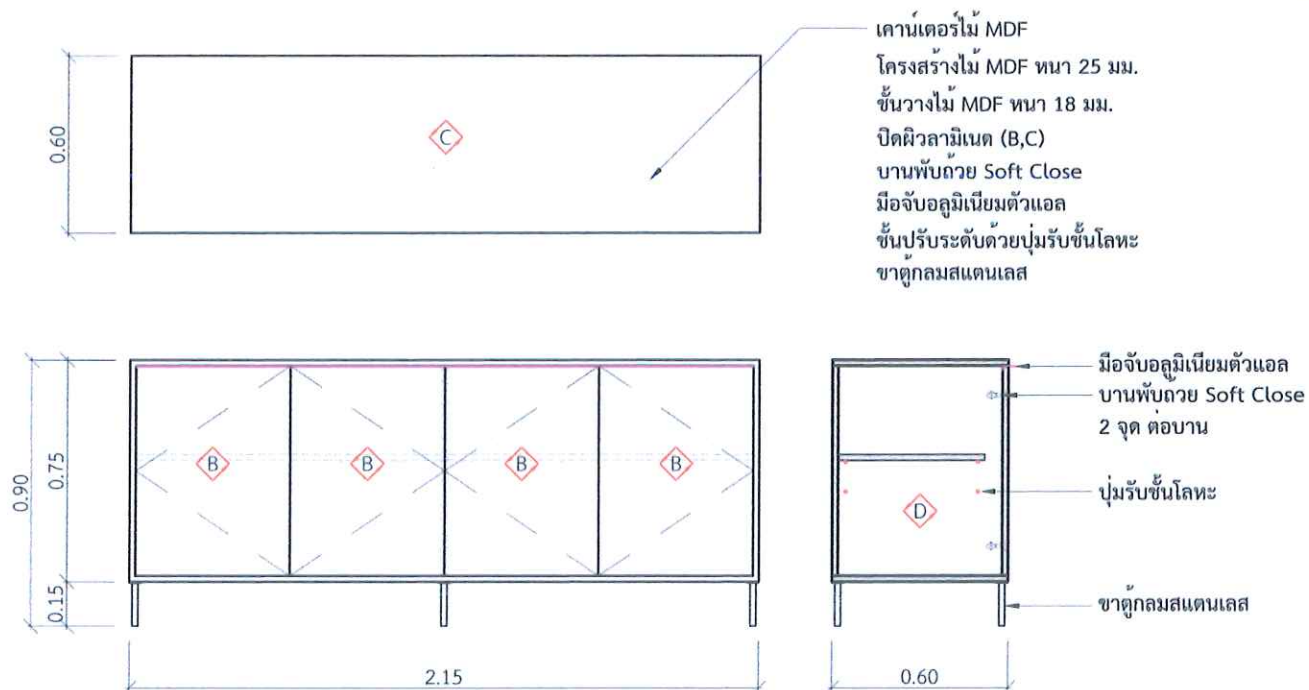 เคาน์เตอร์ไม้ MDF
โครงสร้างไม้ MDF หนา 25 มม.
ชั้นวางไม้ MDF หนา 18 มม.
ปิดผิวลามิเนต (B,C)
บานพับถ้วย Soft Close
มือจับอลูมิเนียมตัวแอล
ชั้นปรับระดับด้วยปุ่มรับชั้นโลหะ
ขาตู้กลมสแตนเลส
0.60
C
มือจับอลูมิเนียมตัวแอล
บานพับถ้วย Soft Close
2 จุด ต่อบาน
ปุ่มรับชั้นโลหะ
ขาตู้กลมสแตนเลส
0.90
0.75
0.15
B
B
B
B
D
2.15
0.60